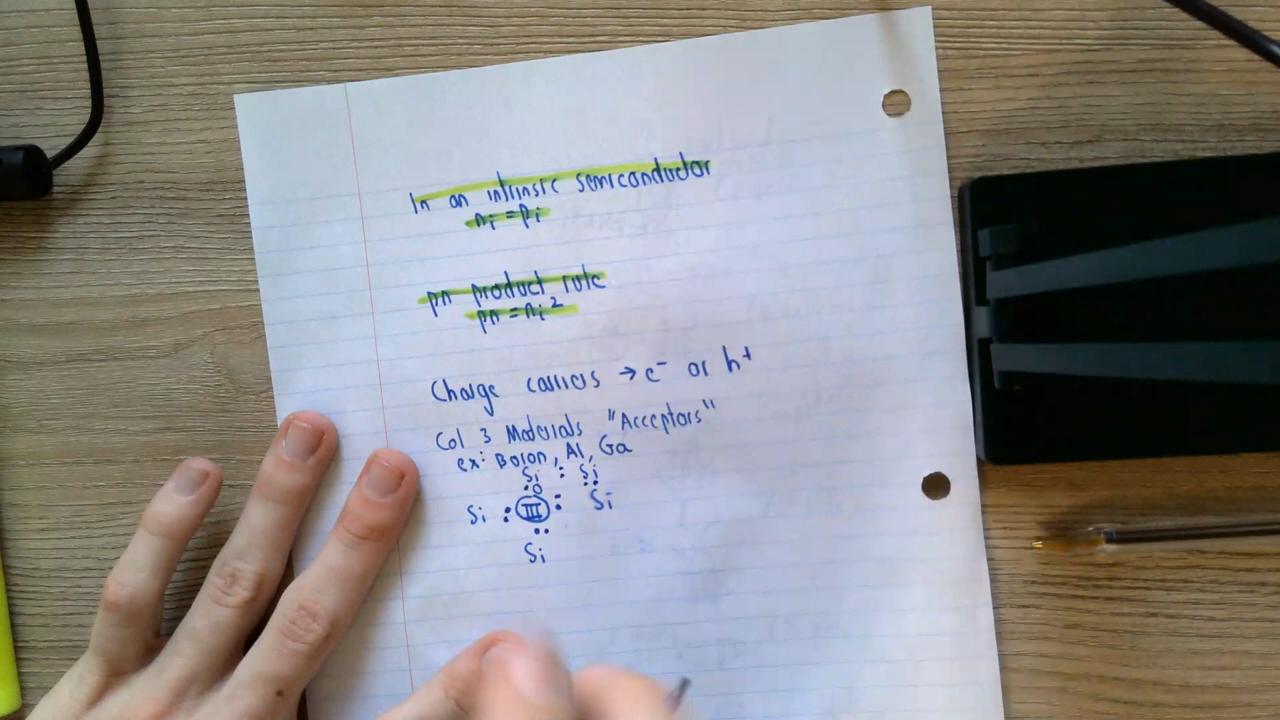 In an intrinsic semiconductor
ni = pi
pn product rule
pn = ni²
Charge carriers → e⁻ or h⁺
Col 3 Materials "Acceptors"
ex: Boron, Al, Ga
Si : Si
Si : III : Si
Si